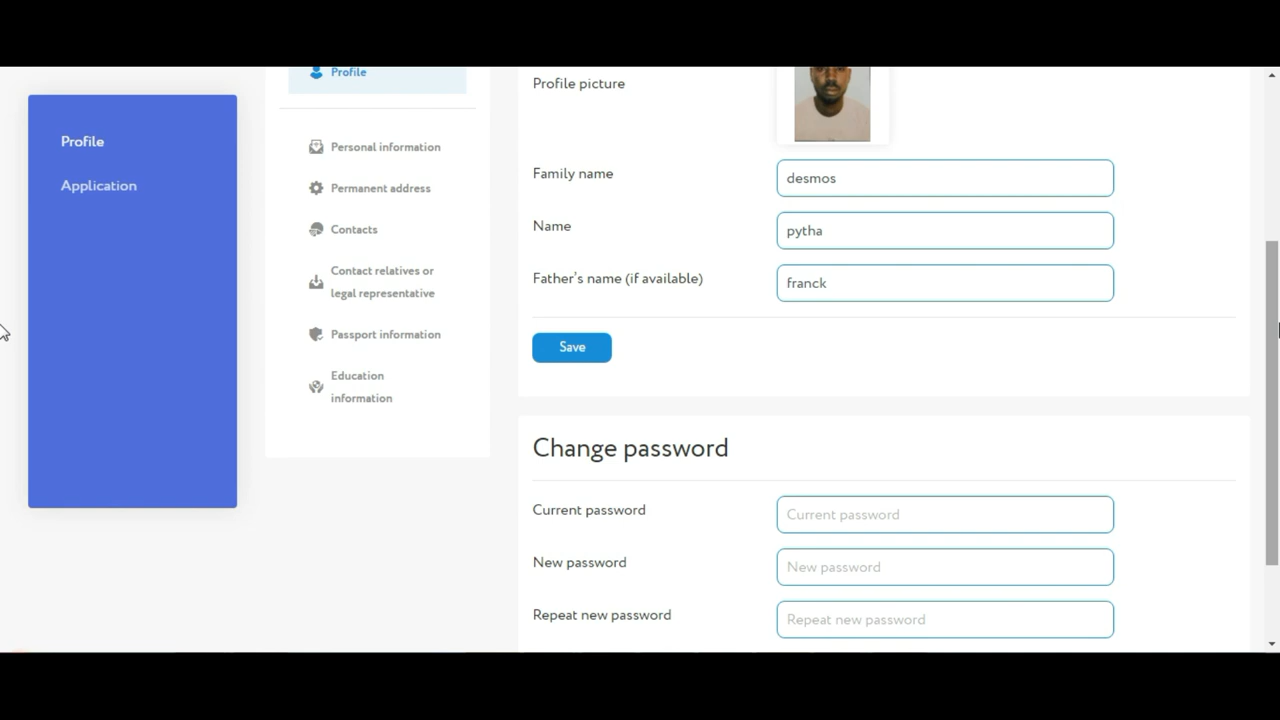 Profile
Application
Profile
Personal information
Permanent address
Contacts
Contact relatives or
legal representative
Passport information
Education
information
Profile picture
Family name
desmos
Name
pytha
Father's name (if available)
franck
Save
Change password
Current password
Current password
New password
New password
Repeat new password
Repeat new password